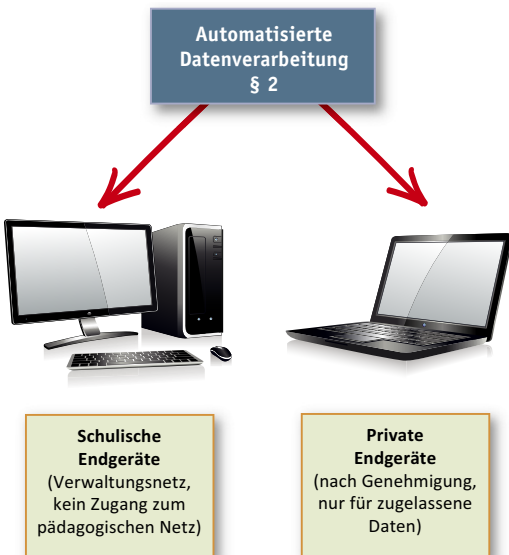 Automatisierte
Datenverarbeitung
§ 2
Schulische
Endgeräte
(Verwaltungsnetz,
kein Zugang zum
pädagogischen Netz)
Private
Endgeräte
(nach Genehmigung,
nur für zugelassene
Daten)